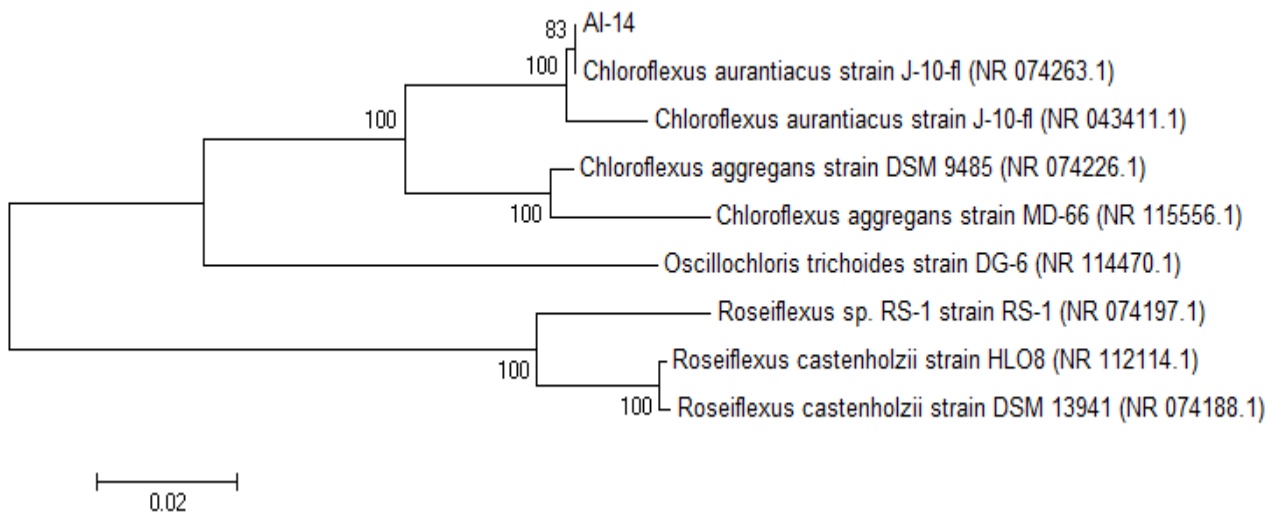 83
AI-14
100
Chloroflexus aurantiacus strain J-10-fl (NR 074263.1)
100
Chloroflexus aurantiacus strain J-10-fl (NR 043411.1)
Chloroflexus aggregans strain DSM 9485 (NR 074226.1)
100
Chloroflexus aggregans strain MD-66 (NR 115556.1)
Oscillochloris trichoides strain DG-6 (NR 114470.1)
Roseiflexus sp. RS-1 strain RS-1 (NR 074197.1)
100
Roseiflexus castenholzii strain HLO8 (NR 112114.1)
100
Roseiflexus castenholzii strain DSM 13941 (NR 074188.1)
0.02